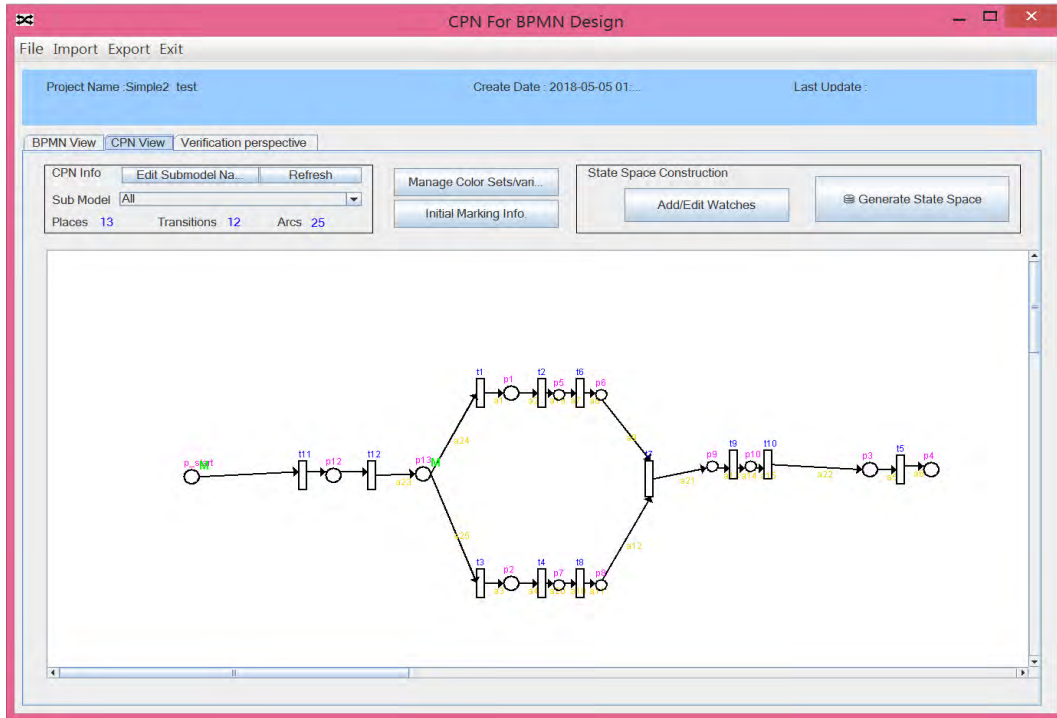 CPN For BPMN Design
File Import Export Exit
Project Name :Simple2 test Create Date : 2018-05-05 01:... Last Update :
BPMN View CPN View Verification perspective
CPN Info Edit Submodel Na... Refresh
Sub Model All
Places 13 Transitions 12 Arcs 25
Manage Color Sets/vari...
Initial Marking Info
State Space Construction
Add/Edit Watches
Generate State Space
t1 p1 t2 p5 t6 p6
a1
a24
p_start M t11 p12 t12 p13 M t7 p9 t9 p10 t10 p3 t5 p4
a23 a21 a14 a22
a25 a12
t3 p2 t4 p7 t8 p8
a3